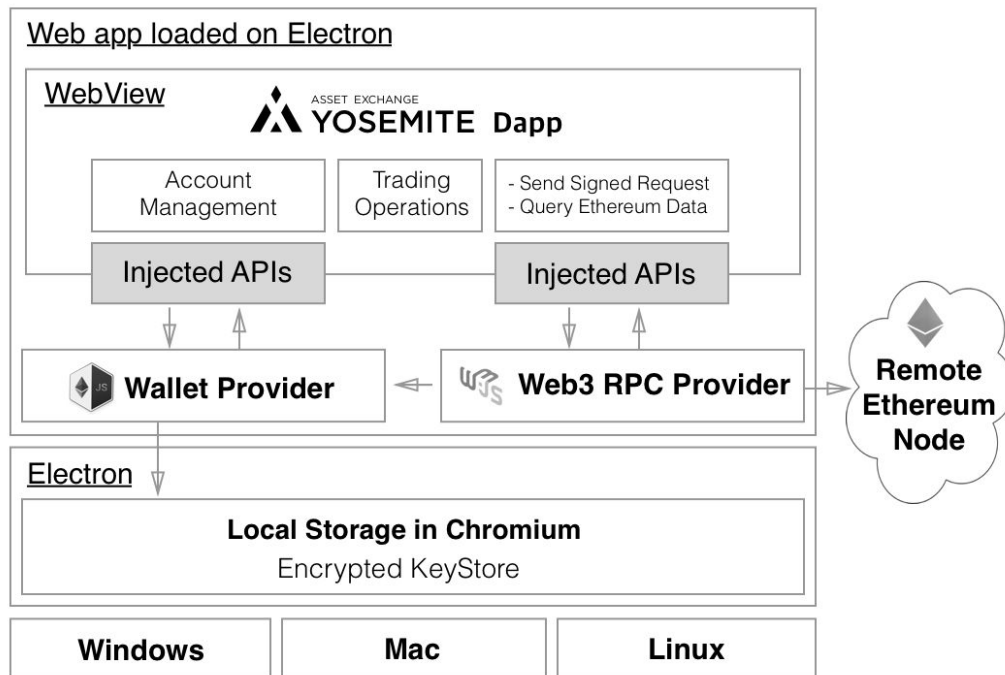 Web app loaded on Electron
WebView
ASSET EXCHANGE
YOSEMITE Dapp
Account
Management
Trading
Operations
- Send Signed Request
- Query Ethereum Data
Injected APIs
Injected APIs
JS
Wallet Provider
W3JS
Web3 RPC Provider
Remote
Ethereum
Node
Electron
Local Storage in Chromium
Encrypted KeyStore
Windows
Mac
Linux